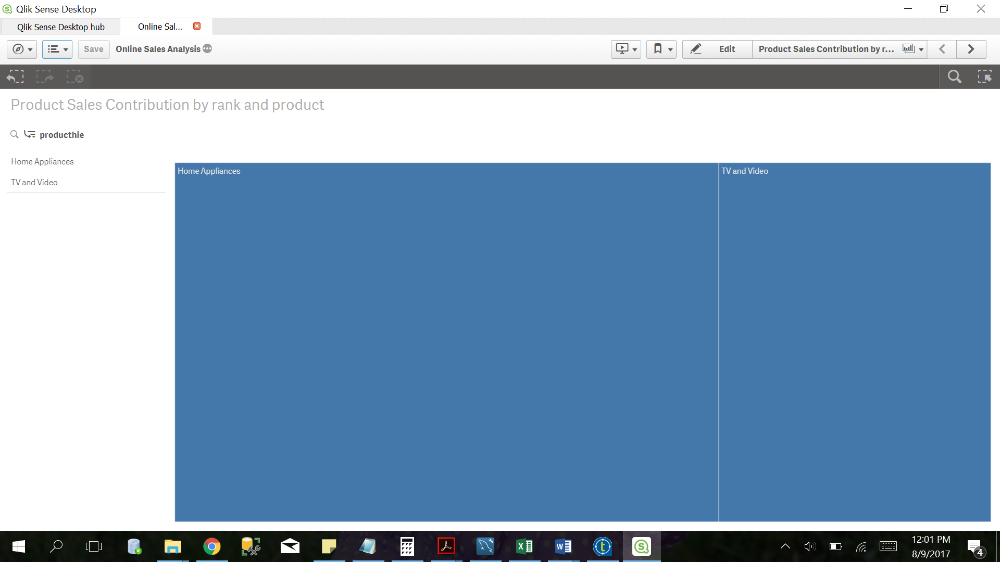 Qlik Sense Desktop
Qlik Sense Desktop hub
Online Sal...
Save
Online Sales Analysis
Edit
Product Sales Contribution by r...
Product Sales Contribution by rank and product
producthie
Home Appliances
TV and Video
Home Appliances
TV and Video
12:01 PM
8/9/2017
4